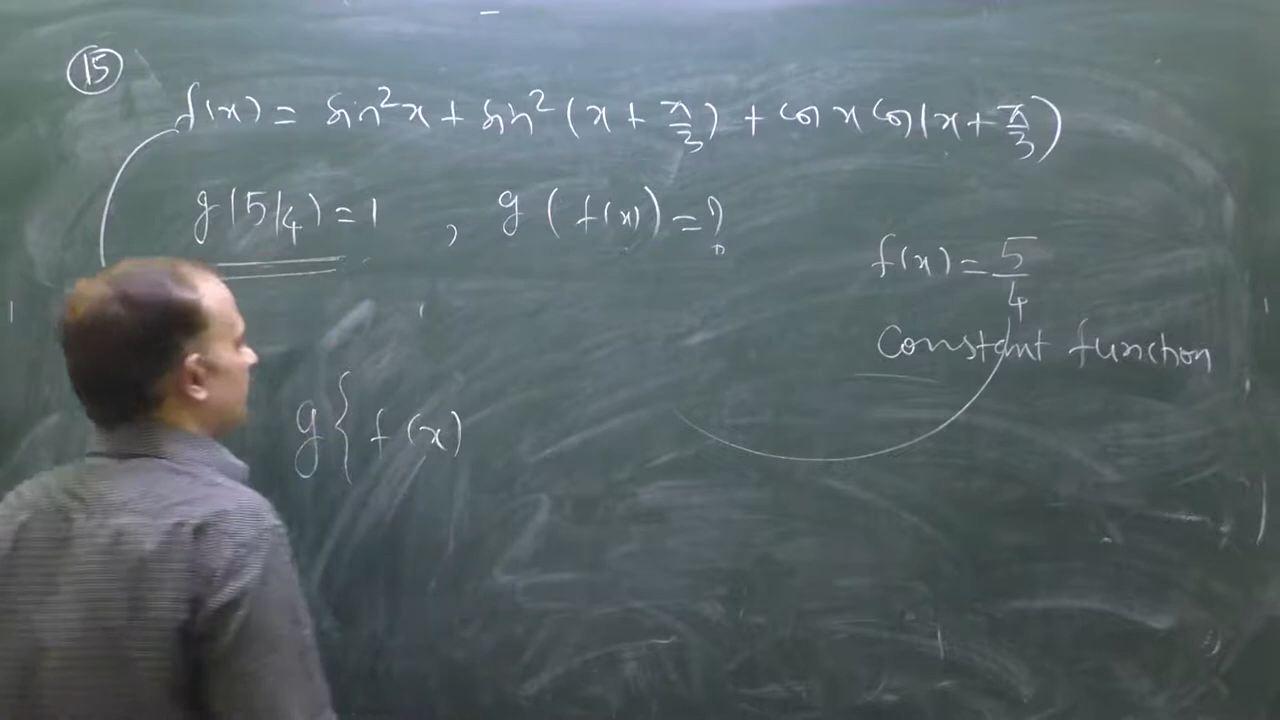 15
f(x) = sin²x + sin²(x + π/3) + cos x cos(x + π/3)
g(5/4) = 1 , g(f(x)) = ?
f(x) = 5/4
Constant function
g{ f(x)